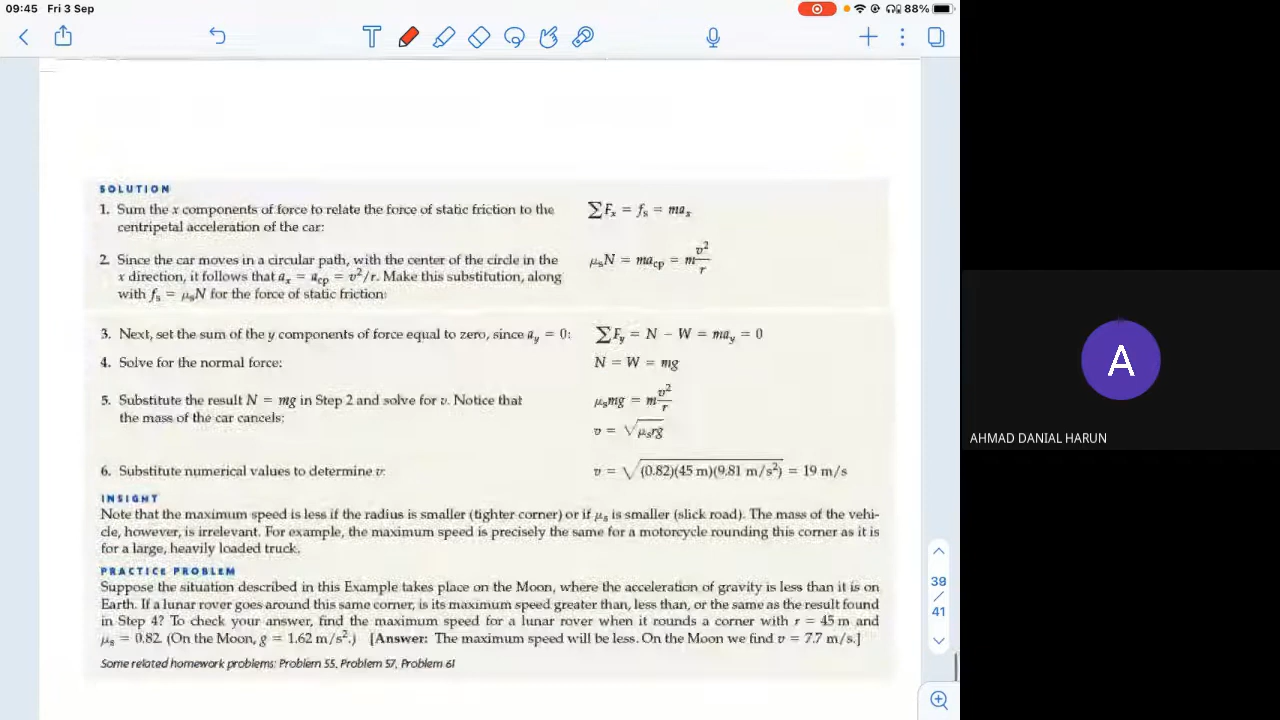 09:45 Fri 3 Sep
88%
SOLUTION
1. Sum the x components of force to relate the force of static friction to the
centripetal acceleration of the car:
∑Fₓ = fₛ = maₓ
2. Since the car moves in a circular path, with the center of the circle in the
x direction, it follows that aₓ = a_cp = v²/r. Make this substitution, along
with fₛ = μₛN for the force of static friction:
μₛN = ma_cp = m v²/r
3. Next, set the sum of the y components of force equal to zero, since a_y = 0:
∑F_y = N − W = ma_y = 0
4. Solve for the normal force:
N = W = mg
5. Substitute the result N = mg in Step 2 and solve for v. Notice that
the mass of the car cancels:
μₛmg = m v²/r
v = √μₛrg
6. Substitute numerical values to determine v:
v = √(0.82)(45 m)(9.81 m/s²) = 19 m/s
INSIGHT
Note that the maximum speed is less if the radius is smaller (tighter corner) or if μₛ is smaller (slick road). The mass of the vehi-
cle, however, is irrelevant. For example, the maximum speed is precisely the same for a motorcycle rounding this corner as it is
for a large, heavily loaded truck.
PRACTICE PROBLEM
Suppose the situation described in this Example takes place on the Moon, where the acceleration of gravity is less than it is on
Earth. If a lunar rover goes around this same corner, is its maximum speed greater than, less than, or the same as the result found
in Step 4? To check your answer, find the maximum speed for a lunar rover when it rounds a corner with r = 45 m and
μₛ = 0.82. (On the Moon, g = 1.62 m/s².) [Answer: The maximum speed will be less. On the Moon we find v = 7.7 m/s.]
Some related homework problems: Problem 55, Problem 57, Problem 61
39
/
41
A
AHMAD DANIAL HARUN